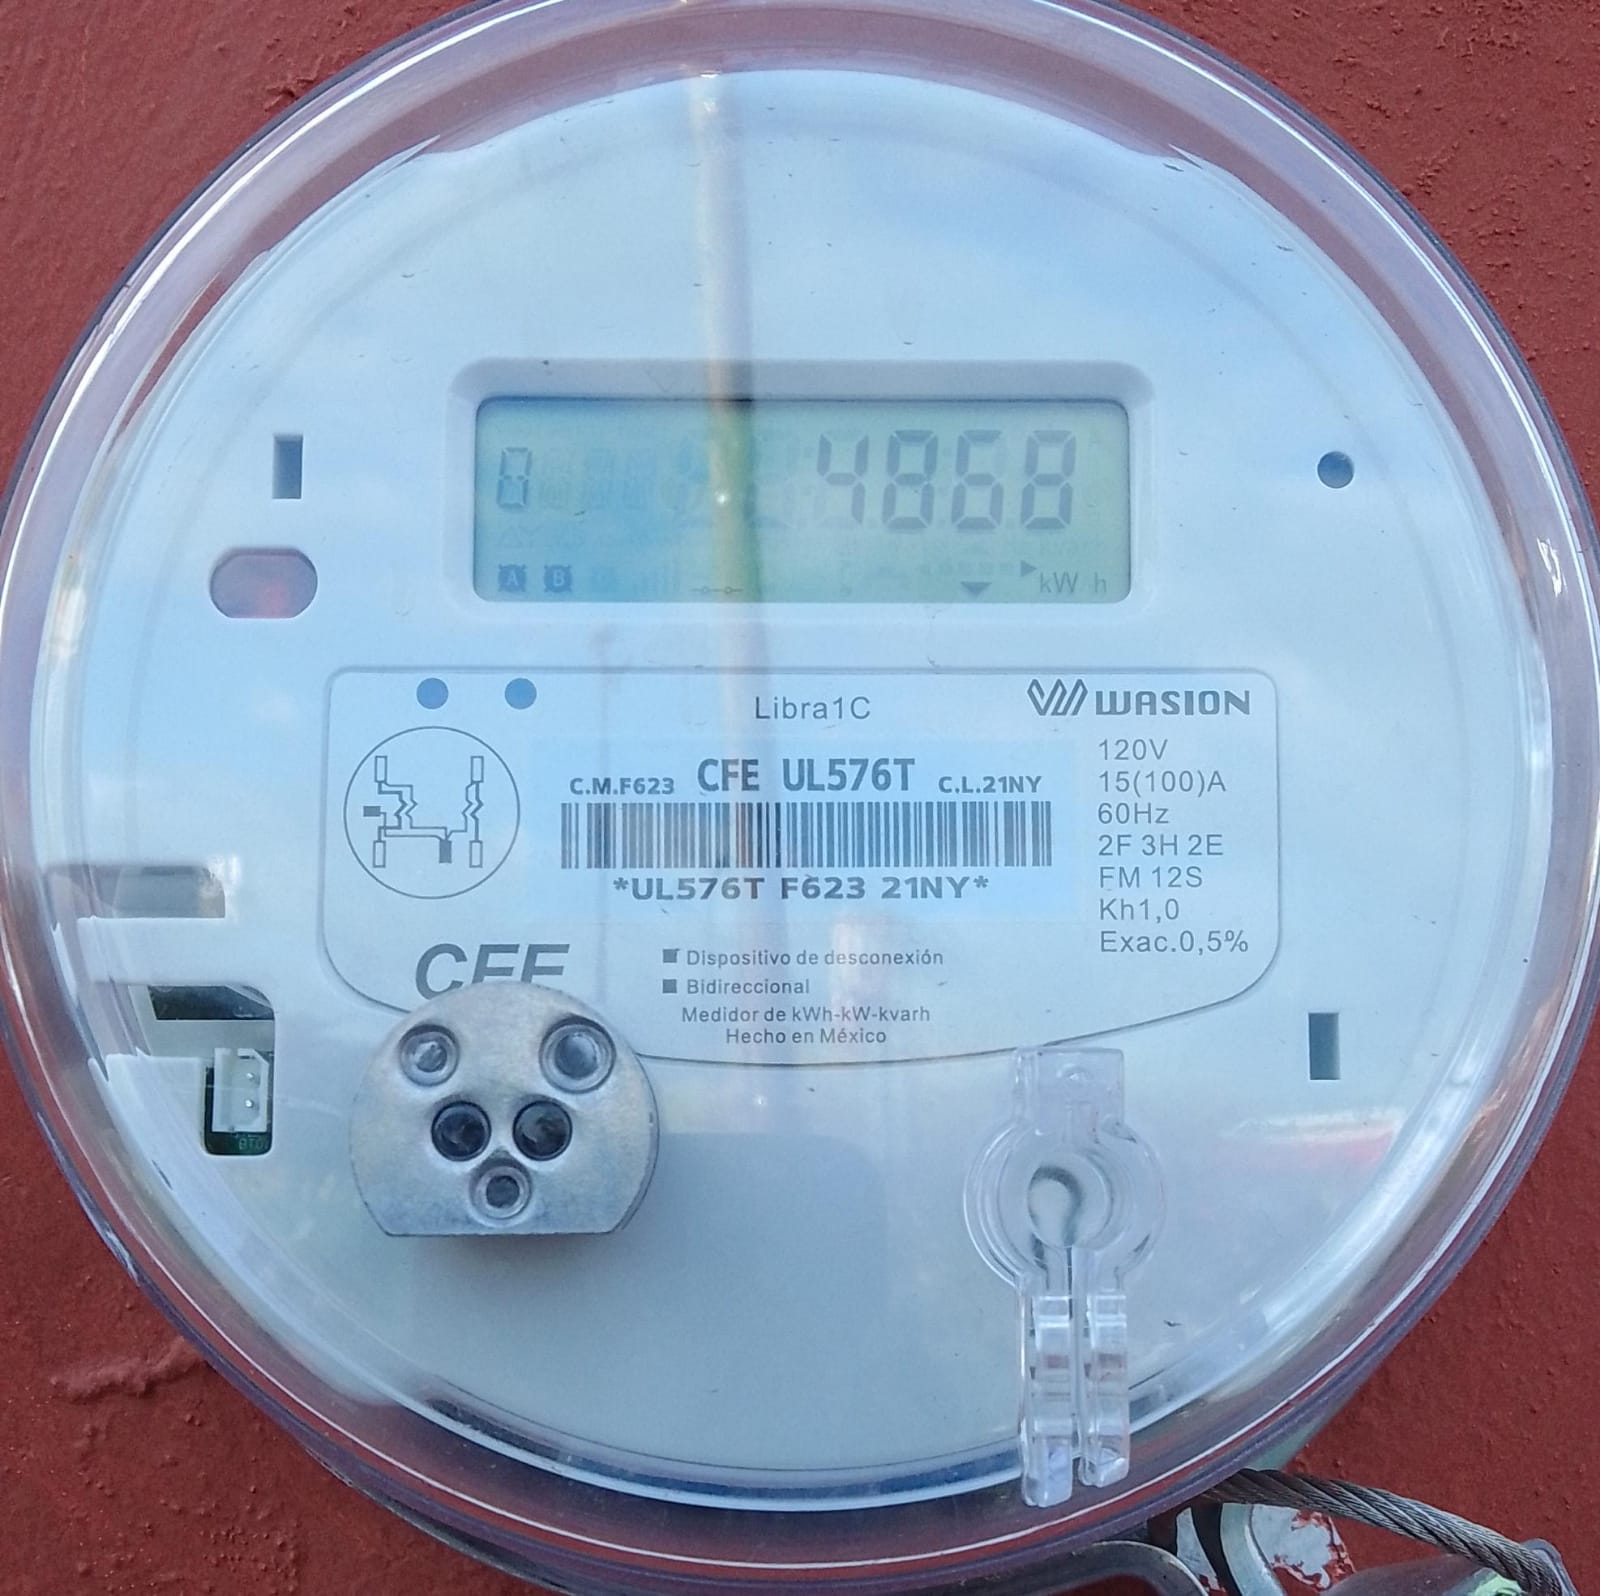 8 4868
A B kW h
Libra1C
WASION
C.M.F623 CFE UL576T C.L.21NY
*UL576T F623 21NY*
120V
15(100)A
60Hz
2F 3H 2E
FM 12S
Kh1,0
Exac.0,5%
CFE
Dispositivo de desconexión
Bidireccional
Medidor de kWh-kW-kvarh
Hecho en México